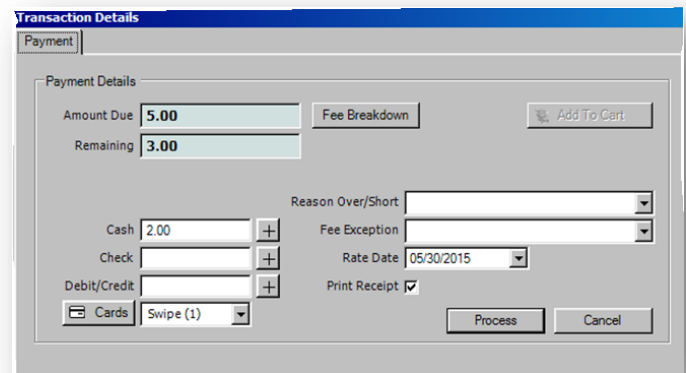 Transaction Details
Payment
Payment Details
Amount Due 5.00 Fee Breakdown Add To Cart
Remaining 3.00
Reason Over/Short
Cash 2.00 + Fee Exception
Check + Rate Date 05/30/2015
Debit/Credit + Print Receipt
Cards Swipe (1) Process Cancel